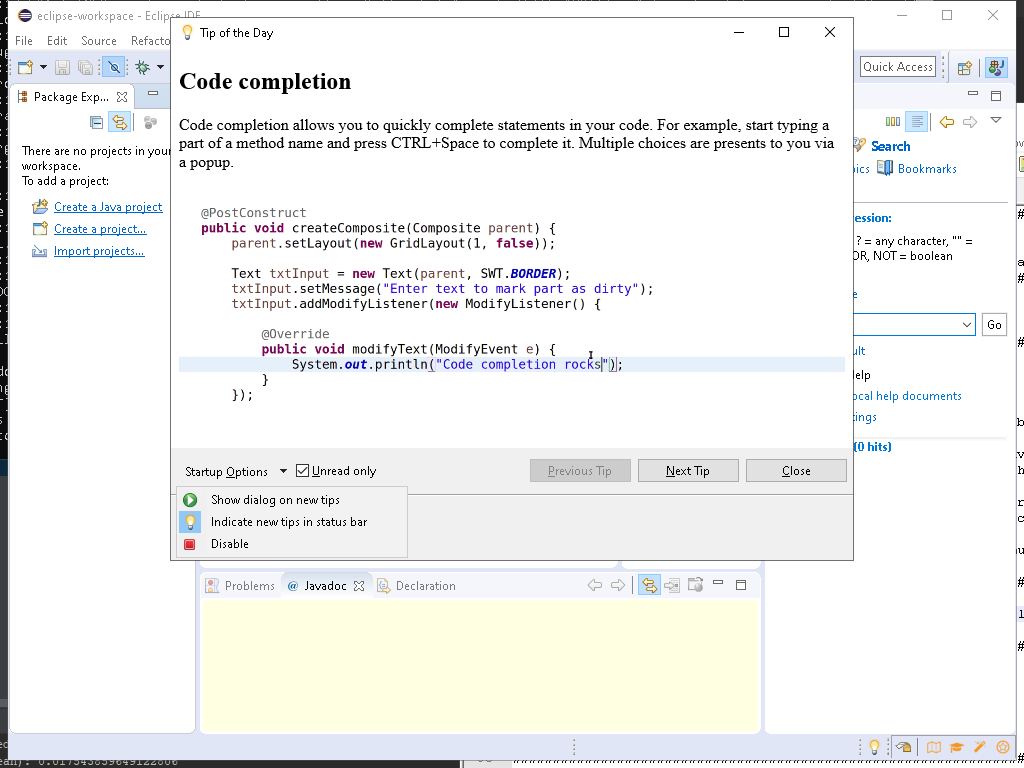 eclipse-workspace - Eclipse IDE
File Edit Source Refacto
Quick Access
Package Exp...
There are no projects in your
workspace.
To add a project:
Create a Java project
Create a project...
Import projects...
Tip of the Day
Code completion
Code completion allows you to quickly complete statements in your code. For example, start typing a
part of a method name and press CTRL+Space to complete it. Multiple choices are presents to you via
a popup.
@PostConstruct
public void createComposite(Composite parent) {
parent.setLayout(new GridLayout(1, false));
Text txtInput = new Text(parent, SWT.BORDER);
txtInput.setMessage("Enter text to mark part as dirty");
txtInput.addModifyListener(new ModifyListener() {
@Override
public void modifyText(ModifyEvent e) {
System.out.println("Code completion rocks");
}
});
Startup Options Unread only
Previous Tip Next Tip Close
Show dialog on new tips
Indicate new tips in status bar
Disable
Search
pics Bookmarks
ession:
? = any character, "" =
OR, NOT = boolean
Go
ult
elp
ocal help documents
tings
(0 hits)
Problems @ Javadoc Declaration
ean): 0.017543859649122806